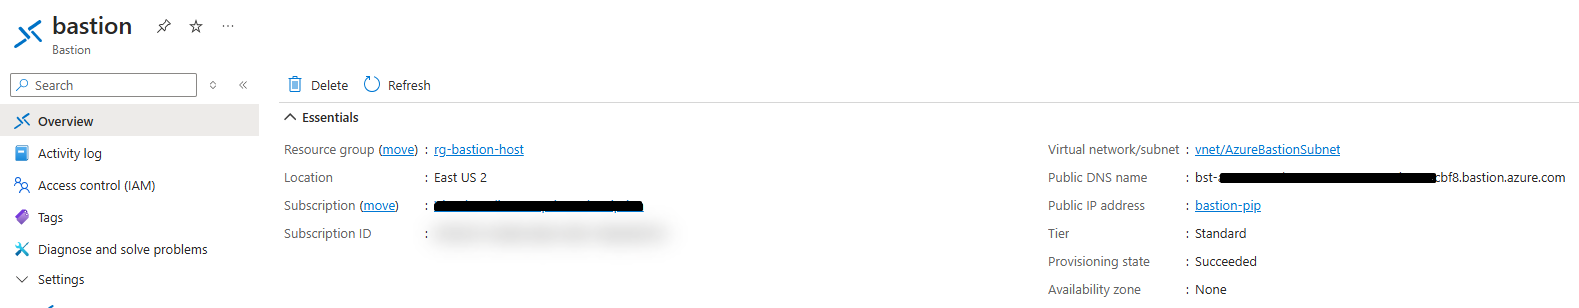 bastion
Bastion
Search
Overview
Activity log
Access control (IAM)
Tags
Diagnose and solve problems
Settings
Delete Refresh
Essentials
Resource group (move) : rg-bastion-host
Location : East US 2
Subscription (move) :
Subscription ID :
Virtual network/subnet : vnet/AzureBastionSubnet
Public DNS name : bst- cbf8.bastion.azure.com
Public IP address : bastion-pip
Tier : Standard
Provisioning state : Succeeded
Availability zone : None